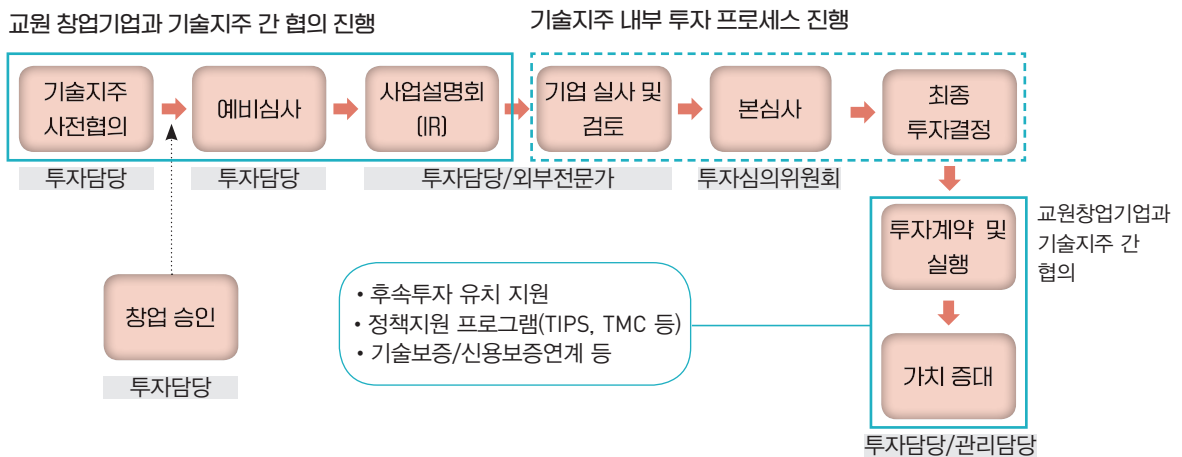 교원 창업기업과 기술지주 간 협의 진행
기술지주 내부 투자 프로세스 진행
기술지주
사전협의
예비심사
사업설명회
(IR)
기업 실사 및
검토
본심사
최종
투자결정
투자담당
투자담당
투자담당/외부전문가
투자심의위원회
투자계약 및
실행
교원창업기업과
기술지주 간
협의
창업 승인
투자담당
• 후속투자 유치 지원
• 정책지원 프로그램(TIPS, TMC 등)
• 기술보증/신용보증연계 등
가치 증대
투자담당/관리담당